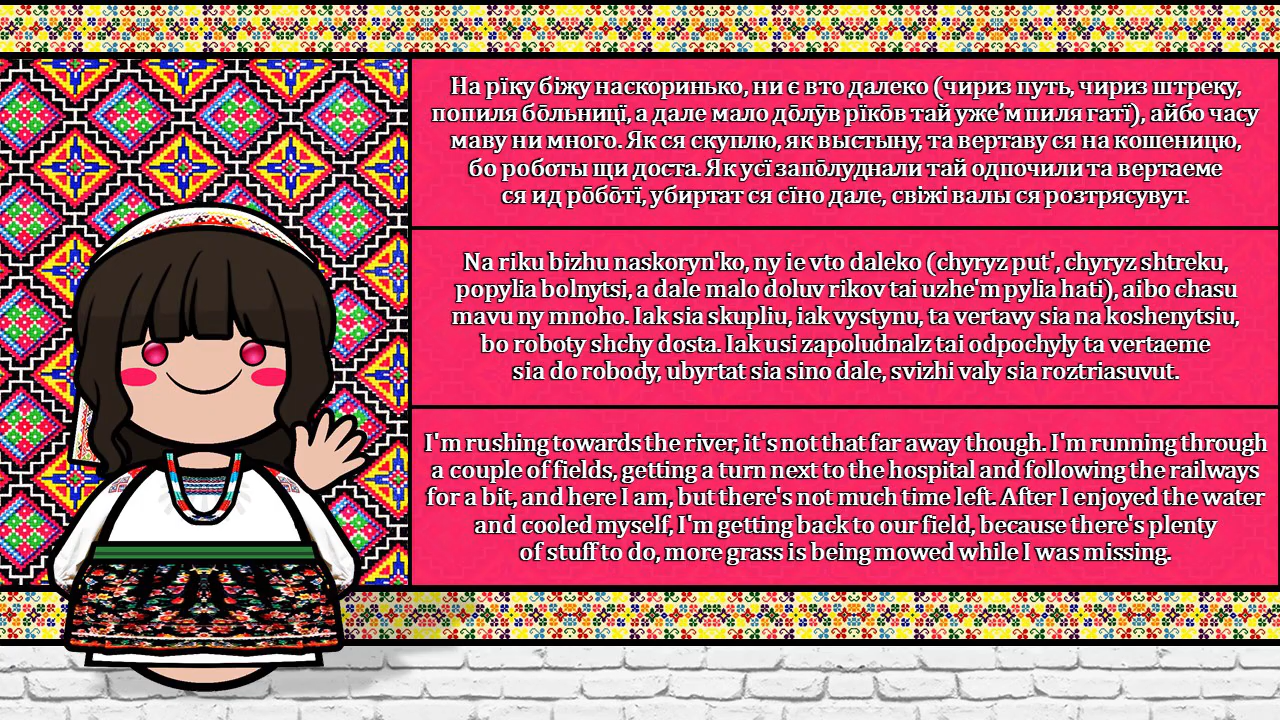 На рїку біжу наскоринько, ни є вто далеко (чириз путь, чириз штреку,
попиля бōльницї, а дале мало дōлӯв рїкōв тай уже'м пиля гатї), айбо часу
маву ни много. Як ся скуплю, як выстыну, та вертаву ся на кошеницю,
бо роботы щи доста. Як усї запōлуднали тай одпочили та вертаеме
ся ид рōбōтї, убиртат ся сїно дале, свіжі валы ся розтрясувут.
Na riku bizhu naskoryn'ko, ny ie vto daleko (chyryz put', chyryz shtreku,
popylia bolnytsi, a dale malo doluv rikov tai uzhe'm pylia hati), aibo chasu
mavu ny mnoho. Iak sia skupliu, iak vystynu, ta vertavy sia na koshenytsiu,
bo roboty shchy dosta. Iak usi zapoludnalz tai odpochyly ta vertaeme
sia do robody, ubyrtat sia sino dale, svizhi valy sia roztriasuvut.
I'm rushing towards the river, it's not that far away though. I'm running through
a couple of fields, getting a turn next to the hospital and following the railways
for a bit, and here I am, but there's not much time left. After I enjoyed the water
and cooled myself, I'm getting back to our field, because there's plenty
of stuff to do, more grass is being mowed while I was missing.